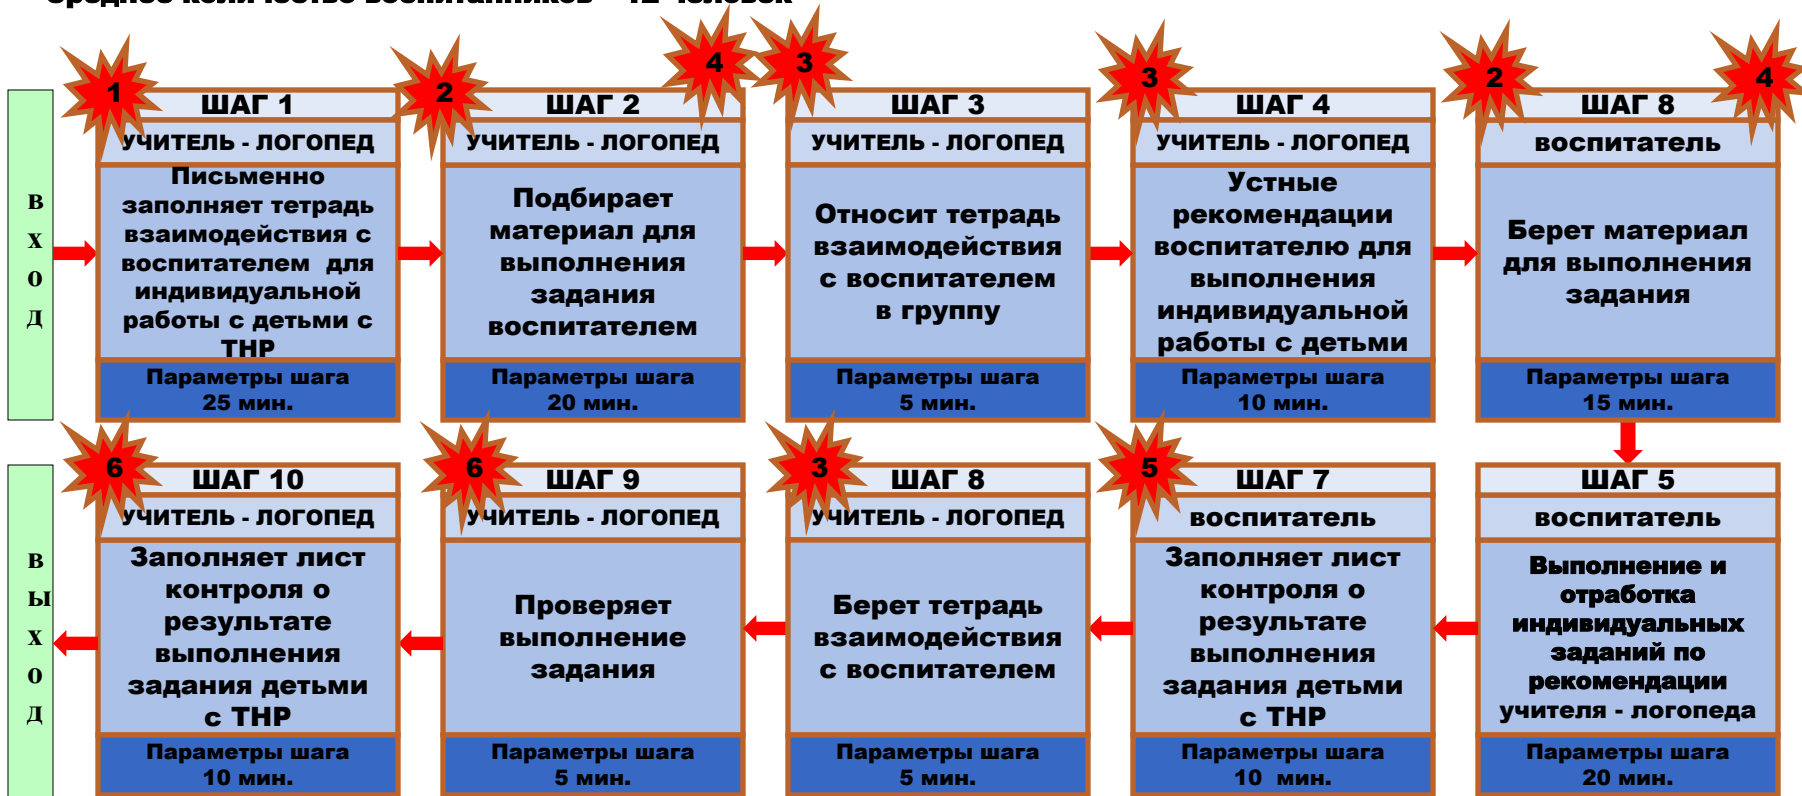 Среднее количество воспитанников – 12 человек
1
2
4
3
3
2
4
ВХОД
ШАГ 1
УЧИТЕЛЬ - ЛОГОПЕД
Письменно
заполняет тетрадь
взаимодействия с
воспитателем для
индивидуальной
работы с детьми с
ТНР
Параметры шага
25 мин.
ШАГ 2
УЧИТЕЛЬ - ЛОГОПЕД
Подбирает
материал для
выполнения
задания
воспитателем
Параметры шага
20 мин.
ШАГ 3
УЧИТЕЛЬ - ЛОГОПЕД
Относит тетрадь
взаимодействия
с воспитателем
в группу
Параметры шага
5 мин.
ШАГ 4
УЧИТЕЛЬ - ЛОГОПЕД
Устные
рекомендации
воспитателю для
выполнения
индивидуальной
работы с детьми
Параметры шага
10 мин.
ШАГ 8
воспитатель
Берет материал
для выполнения
задания
Параметры шага
15 мин.
ВЫХОД
6
ШАГ 10
УЧИТЕЛЬ - ЛОГОПЕД
Заполняет лист
контроля о
результате
выполнения
задания детьми
с ТНР
Параметры шага
10 мин.
6
ШАГ 9
УЧИТЕЛЬ - ЛОГОПЕД
Проверяет
выполнение
задания
Параметры шага
5 мин.
3
ШАГ 8
УЧИТЕЛЬ - ЛОГОПЕД
Берет тетрадь
взаимодействия
с воспитателем
Параметры шага
5 мин.
5
ШАГ 7
воспитатель
Заполняет лист
контроля о
результате
выполнения
задания детьми
с ТНР
Параметры шага
10 мин.
ШАГ 5
воспитатель
Выполнение и
отработка
индивидуальных
заданий по
рекомендации
учителя - логопеда
Параметры шага
20 мин.